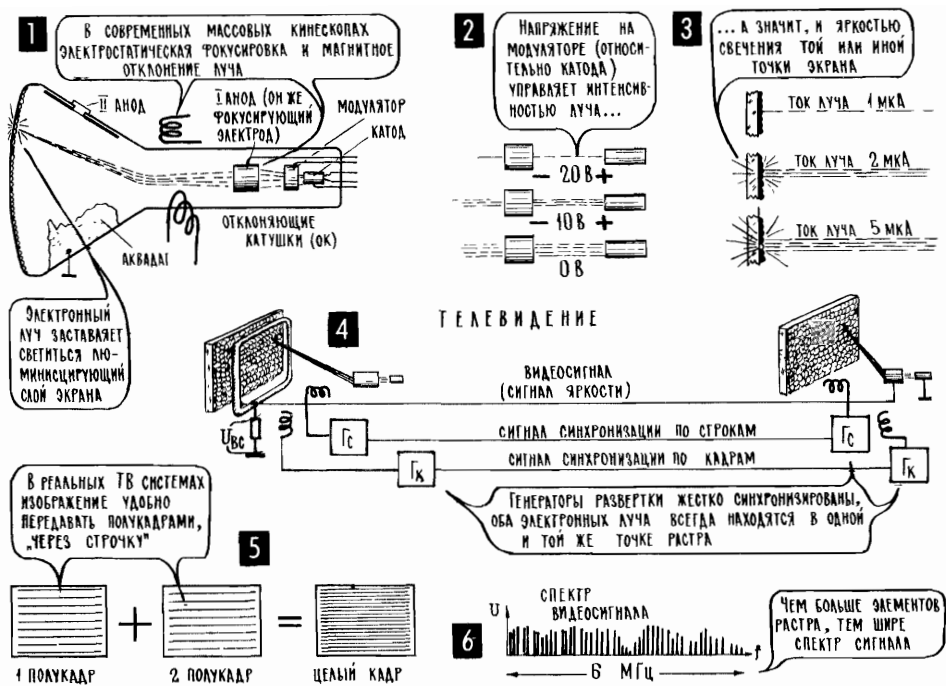 1
В СОВРЕМЕННЫХ МАССОВЫХ КИНЕСКОПАХ
ЭЛЕКТРОСТАТИЧЕСКАЯ ФОКУСИРОВКА И МАГНИТНОЕ
ОТКЛОНЕНИЕ ЛУЧА
II АНОД
I АНОД (ОН ЖЕ
ФОКУСИРУЮЩИЙ
ЭЛЕКТРОД)
МОДУЛЯТОР
КАТОД
ОТКЛОНЯЮЩИЕ
КАТУШКИ (ОК)
АКВАДАГ
ЭЛЕКТРОННЫЙ
ЛУЧ ЗАСТАВЛЯЕТ
СВЕТИТЬСЯ ЛЮ-
МИНИСЦИРУЮЩИЙ
СЛОЙ ЭКРАНА
2
НАПРЯЖЕНИЕ НА
МОДУЛЯТОРЕ (ОТНОСИ-
ТЕЛЬНО КАТОДА)
УПРАВЛЯЕТ ИНТЕНСИВ-
НОСТЬЮ ЛУЧА...
- 20 В +
- 10 В +
0 В
3
...А ЗНАЧИТ, И ЯРКОСТЬЮ
СВЕЧЕНИЯ ТОЙ ИЛИ ИНОЙ
ТОЧКИ ЭКРАНА
ТОК ЛУЧА 1 МКА
ТОК ЛУЧА 2 МКА
ТОК ЛУЧА 5 МКА
4
ТЕЛЕВИДЕНИЕ
ВИДЕОСИГНАЛ
(СИГНАЛ ЯРКОСТИ)
Uвс
Гс
СИГНАЛ СИНХРОНИЗАЦИИ ПО СТРОКАМ
Гс
Гк
СИГНАЛ СИНХРОНИЗАЦИИ ПО КАДРАМ
Гк
ГЕНЕРАТОРЫ РАЗВЕРТКИ ЖЕСТКО СИНХРОНИЗИРОВАНЫ,
ОБА ЭЛЕКТРОННЫХ ЛУЧА ВСЕГДА НАХОДЯТСЯ В ОДНОЙ
И ТОЙ ЖЕ ТОЧКЕ РАСТРА
В РЕАЛЬНЫХ ТВ СИСТЕМАХ
ИЗОБРАЖЕНИЕ УДОБНО
ПЕРЕДАВАТЬ ПОЛУКАДРАМИ,
„ЧЕРЕЗ СТРОЧКУ"
5
+
=
1 ПОЛУКАДР
2 ПОЛУКАДР
ЦЕЛЫЙ КАДР
6
U
СПЕКТР
ВИДЕОСИГНАЛА
f
6 МГц
ЧЕМ БОЛЬШЕ ЭЛЕМЕНТОВ
РАСТРА, ТЕМ ШИРЕ
СПЕКТР СИГНАЛА